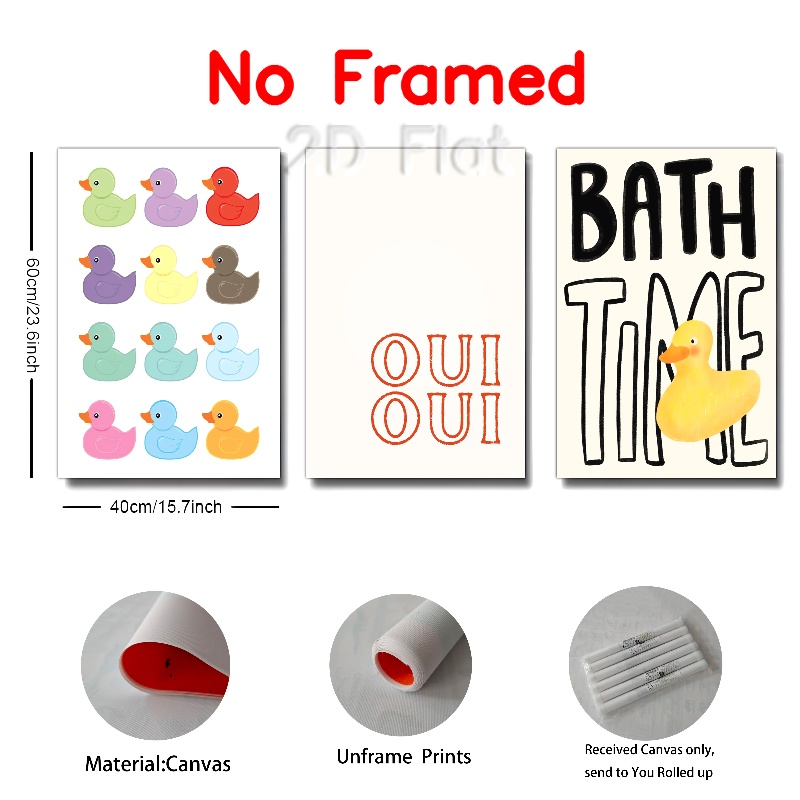 No Framed
2D Flat
60cm/23.6inch
40cm/15.7inch
OUI
OUI
BATH
TIME
Material:Canvas
Unframe Prints
Received Canvas only,
send to You Rolled up